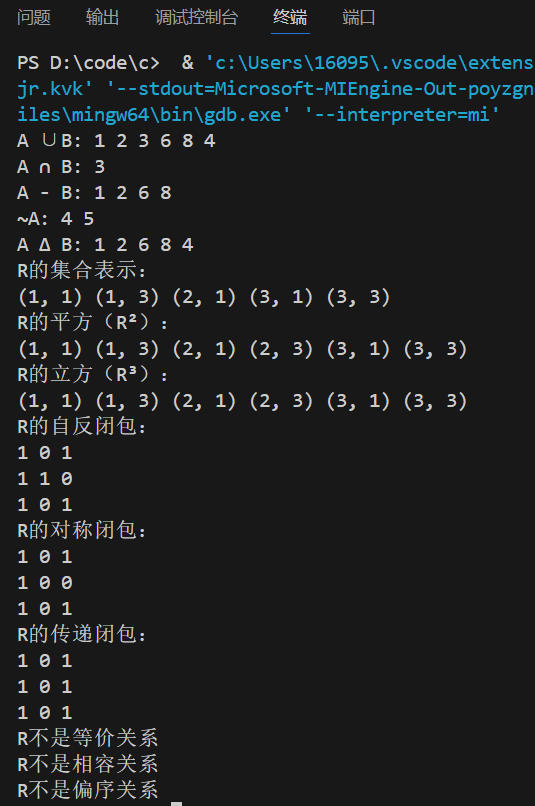 问题 输出 调试控制台 终端 端口
PS D:\code\c>  & 'c:\Users\16095\.vscode\extens
jr.kvk' '--stdout=Microsoft-MIEngine-Out-poyzgn
iles\mingw64\bin\gdb.exe' '--interpreter=mi'
A ∪B: 1 2 3 6 8 4
A ∩ B: 3
A - B: 1 2 6 8
~A: 4 5
A Δ B: 1 2 6 8 4
R的集合表示：
(1, 1) (1, 3) (2, 1) (3, 1) (3, 3)
R的平方（R²）：
(1, 1) (1, 3) (2, 1) (2, 3) (3, 1) (3, 3)
R的立方（R³）：
(1, 1) (1, 3) (2, 1) (2, 3) (3, 1) (3, 3)
R的自反闭包：
1 0 1
1 1 0
1 0 1
R的对称闭包：
1 0 1
1 0 0
1 0 1
R的传递闭包：
1 0 1
1 0 1
1 0 1
R不是等价关系
R不是相容关系
R不是偏序关系